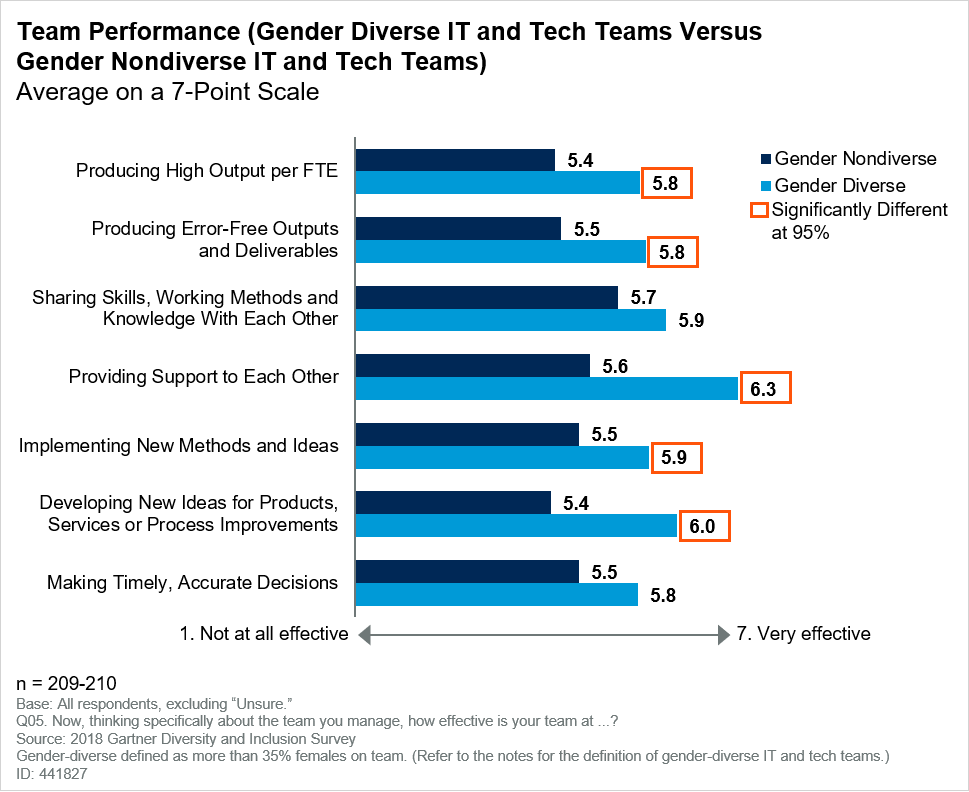 Team Performance (Gender Diverse IT and Tech Teams Versus
Gender Nondiverse IT and Tech Teams)
Average on a 7-Point Scale
Gender Nondiverse
Gender Diverse
Significantly Different
at 95%
Producing High Output per FTE
5.4
5.8
Producing Error-Free Outputs
and Deliverables
5.5
5.8
Sharing Skills, Working Methods and
Knowledge With Each Other
5.7
5.9
Providing Support to Each Other
5.6
6.3
Implementing New Methods and Ideas
5.5
5.9
Developing New Ideas for Products,
Services or Process Improvements
5.4
6.0
Making Timely, Accurate Decisions
5.5
5.8
1. Not at all effective
7. Very effective
n = 209-210
Base: All respondents, excluding “Unsure.”
Q05. Now, thinking specifically about the team you manage, how effective is your team at ...?
Source: 2018 Gartner Diversity and Inclusion Survey
Gender-diverse defined as more than 35% females on team. (Refer to the notes for the definition of gender-diverse IT and tech teams.)
ID: 441827